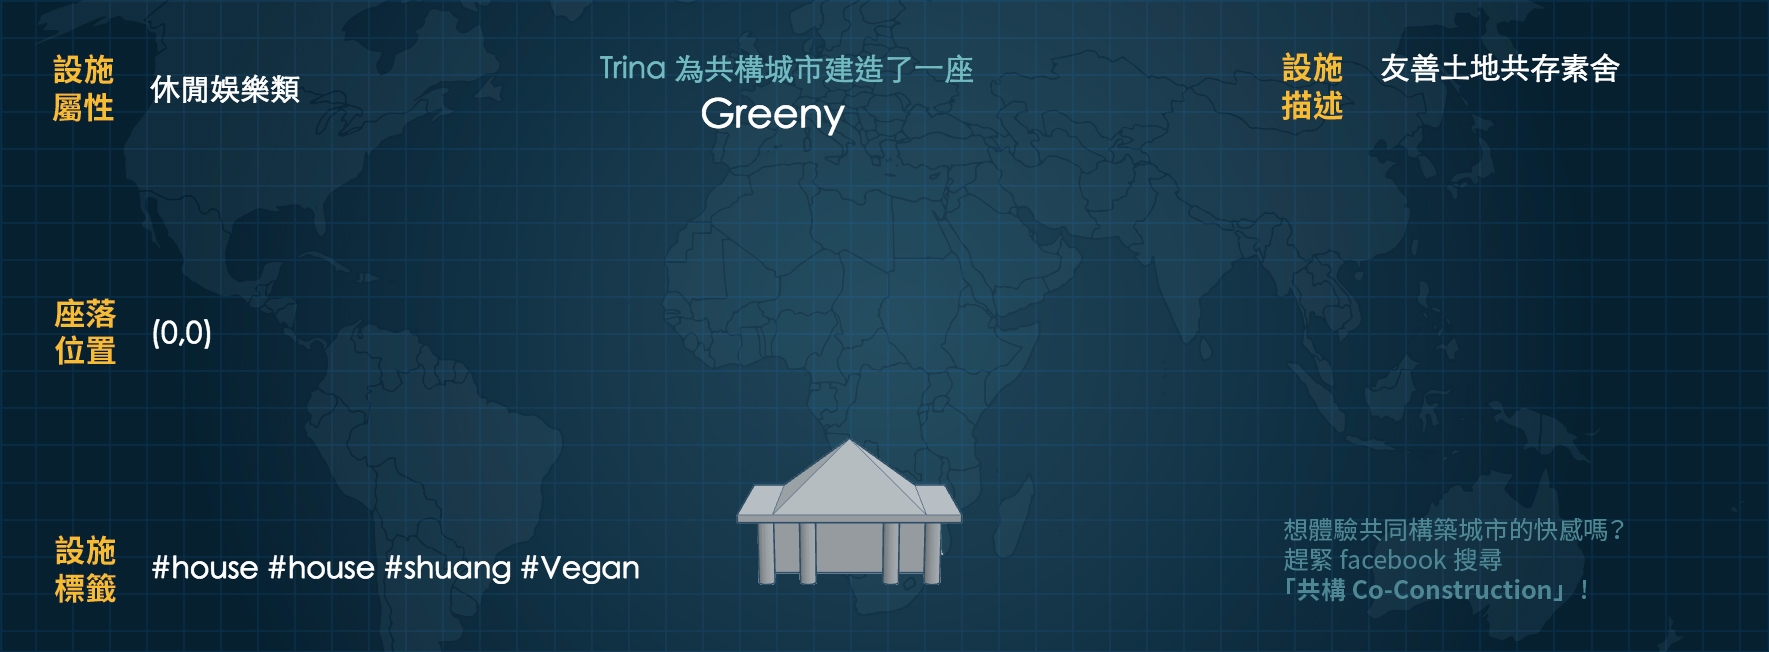 設施
屬性
休閒娛樂類
Trina 為共構城市建造了一座
Greeny
設施
描述
友善土地共存素舍
座落
位置
(0,0)
設施
標籤
#house #house #shuang #Vegan
想體驗共同構築城市的快感嗎？
趕緊 facebook 搜尋
「共構 Co-Construction」！